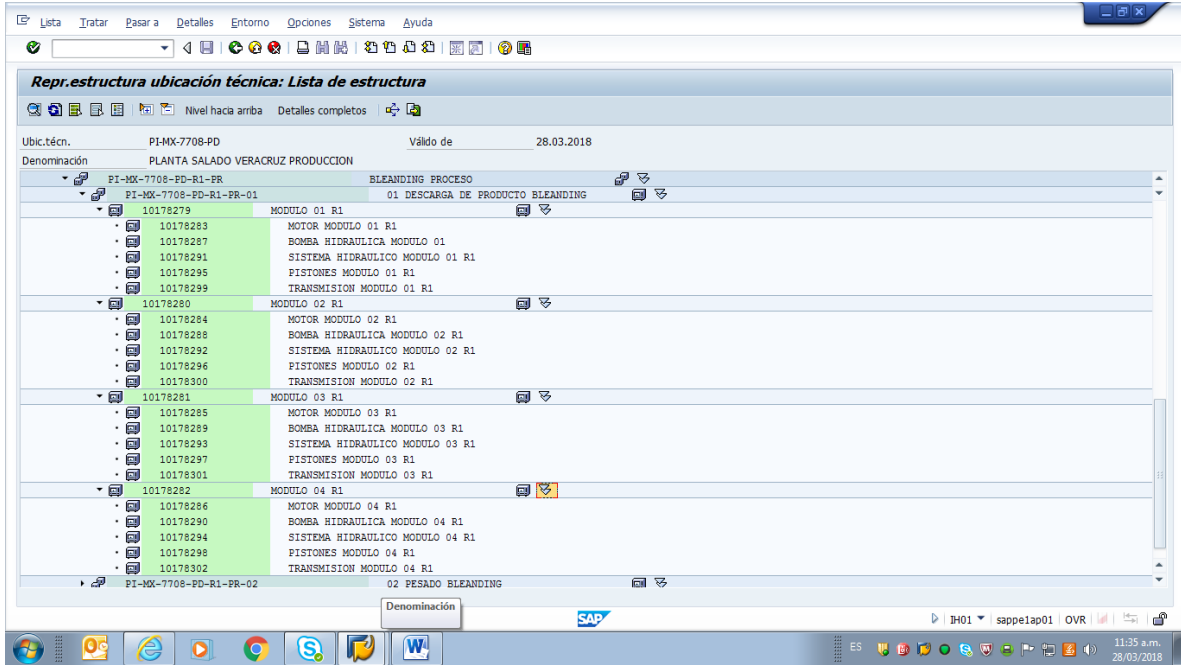 Lista Tratar Pasar a Detalles Entorno Opciones Sistema Ayuda
Repr.estructura ubicación técnica: Lista de estructura
Nivel hacia arriba Detalles completos
Ubic.técn. PI-MX-7708-PD Válido de 28.03.2018
Denominación PLANTA SALADO VERACRUZ PRODUCCION
PI-MX-7708-PD-R1-PR BLEANDING PROCESO
PI-MX-7708-PD-R1-PR-01 01 DESCARGA DE PRODUCTO BLEANDING
10178279 MODULO 01 R1
10178283 MOTOR MODULO 01 R1
10178287 BOMBA HIDRAULICA MODULO 01
10178291 SISTEMA HIDRAULICO MODULO 01 R1
10178295 PISTONES MODULO 01 R1
10178299 TRANSMISION MODULO 01 R1
10178280 MODULO 02 R1
10178284 MOTOR MODULO 02 R1
10178288 BOMBA HIDRAULICA MODULO 02 R1
10178292 SISTEMA HIDRAULICO MODULO 02 R1
10178296 PISTONES MODULO 02 R1
10178300 TRANSMISION MODULO 02 R1
10178281 MODULO 03 R1
10178285 MOTOR MODULO 03 R1
10178289 BOMBA HIDRAULICA MODULO 03 R1
10178293 SISTEMA HIDRAULICO MODULO 03 R1
10178297 PISTONES MODULO 03 R1
10178301 TRANSMISION MODULO 03 R1
10178282 MODULO 04 R1
10178286 MOTOR MODULO 04 R1
10178290 BOMBA HIDRAULICA MODULO 04 R1
10178294 SISTEMA HIDRAULICO MODULO 04 R1
10178298 PISTONES MODULO 04 R1
10178302 TRANSMISION MODULO 04 R1
PI-MX-7708-PD-R1-PR-02 02 PESADO BLEANDING
Denominación
SAP
IH01 sappe1ap01 OVR
ES 11:35 a.m.
28/03/2018